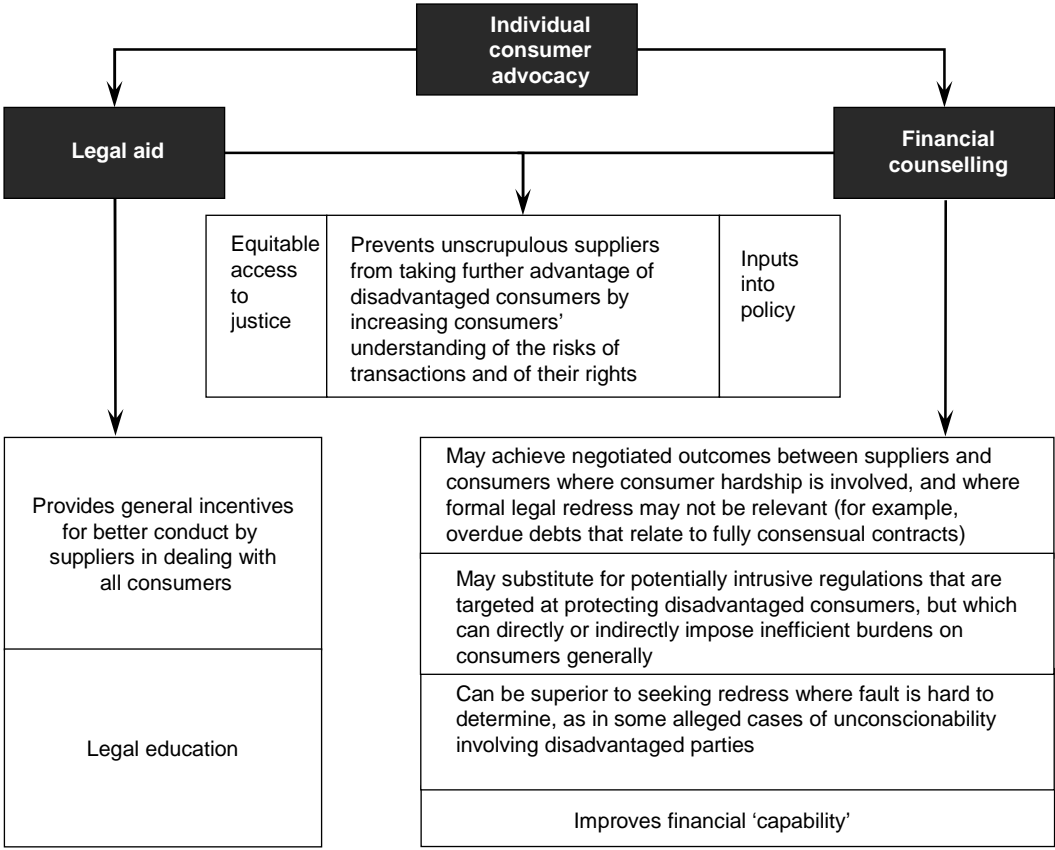 Individual
consumer
advocacy
Legal aid
Financial
counselling
Equitable
access
to
justice
Prevents unscrupulous suppliers
from taking further advantage of
disadvantaged consumers by
increasing consumers’
understanding of the risks of
transactions and of their rights
Inputs
into
policy
Provides general incentives
for better conduct by
suppliers in dealing with
all consumers
Legal education
May achieve negotiated outcomes between suppliers and
consumers where consumer hardship is involved, and where
formal legal redress may not be relevant (for example,
overdue debts that relate to fully consensual contracts)
May substitute for potentially intrusive regulations that are
targeted at protecting disadvantaged consumers, but which
can directly or indirectly impose inefficient burdens on
consumers generally
Can be superior to seeking redress where fault is hard to
determine, as in some alleged cases of unconscionability
involving disadvantaged parties
Improves financial ‘capability’